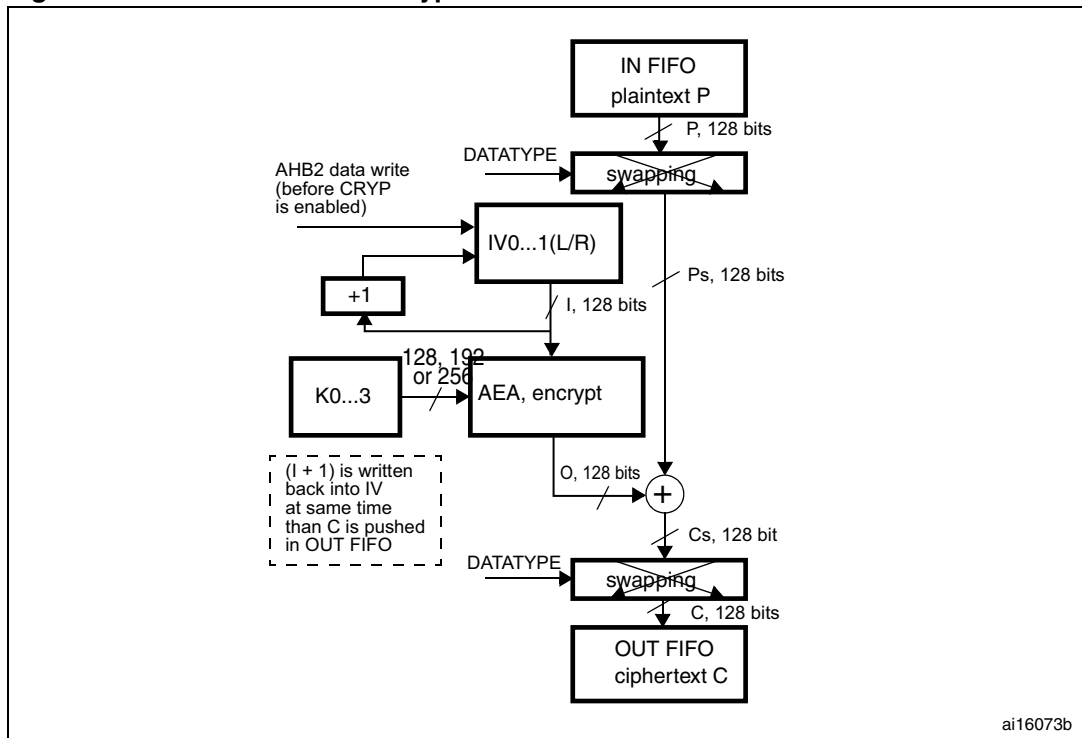 IN FIFO
plaintext P
P, 128 bits
DATATYPE
swapping
AHB2 data write
(before CRYP
is enabled)
IV0...1(L/R)
Ps, 128 bits
+1
I, 128 bits
128, 192
or 256
K0...3
AEA, encrypt
(I + 1) is written
back into IV
at same time
than C is pushed
in OUT FIFO
O, 128 bits
+
Cs, 128 bit
DATATYPE
swapping
C, 128 bits
OUT FIFO
ciphertext C
ai16073b